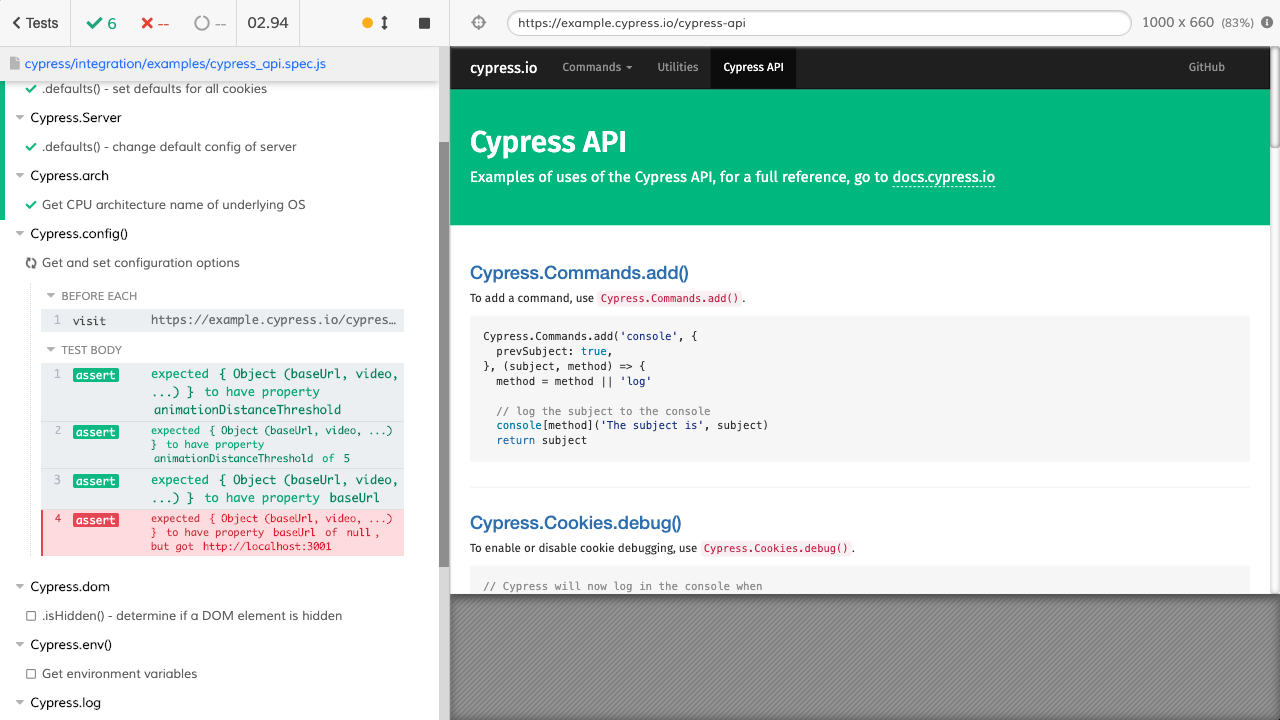 Tests
6
--
--
02.94
https://example.cypress.io/cypress-api
1000 x 660 (83%)
cypress/integration/examples/cypress_api.spec.js
.defaults() - set defaults for all cookies
Cypress.Server
.defaults() - change default config of server
Cypress.arch
Get CPU architecture name of underlying OS
Cypress.config()
Get and set configuration options
BEFORE EACH
1 visit https://example.cypress.io/cypres…
TEST BODY
1 assert expected { Object (baseUrl, video,
...) } to have property
animationDistanceThreshold
2 assert expected { Object (baseUrl, video, ...)
} to have property
animationDistanceThreshold of 5
3 assert expected { Object (baseUrl, video,
...) } to have property baseUrl
4 assert expected { Object (baseUrl, video, ...)
} to have property baseUrl of null,
but got http://localhost:3001
Cypress.dom
.isHidden() - determine if a DOM element is hidden
Cypress.env()
Get environment variables
Cypress.log
cypress.io
Commands
Utilities
Cypress API
GitHub
Cypress API
Examples of uses of the Cypress API, for a full reference, go to docs.cypress.io
Cypress.Commands.add()
To add a command, use Cypress.Commands.add().
Cypress.Commands.add('console', {
prevSubject: true,
}, (subject, method) => {
method = method || 'log'
// log the subject to the console
console[method]('The subject is', subject)
return subject
Cypress.Cookies.debug()
To enable or disable cookie debugging, use Cypress.Cookies.debug().
// Cypress will now log in the console when